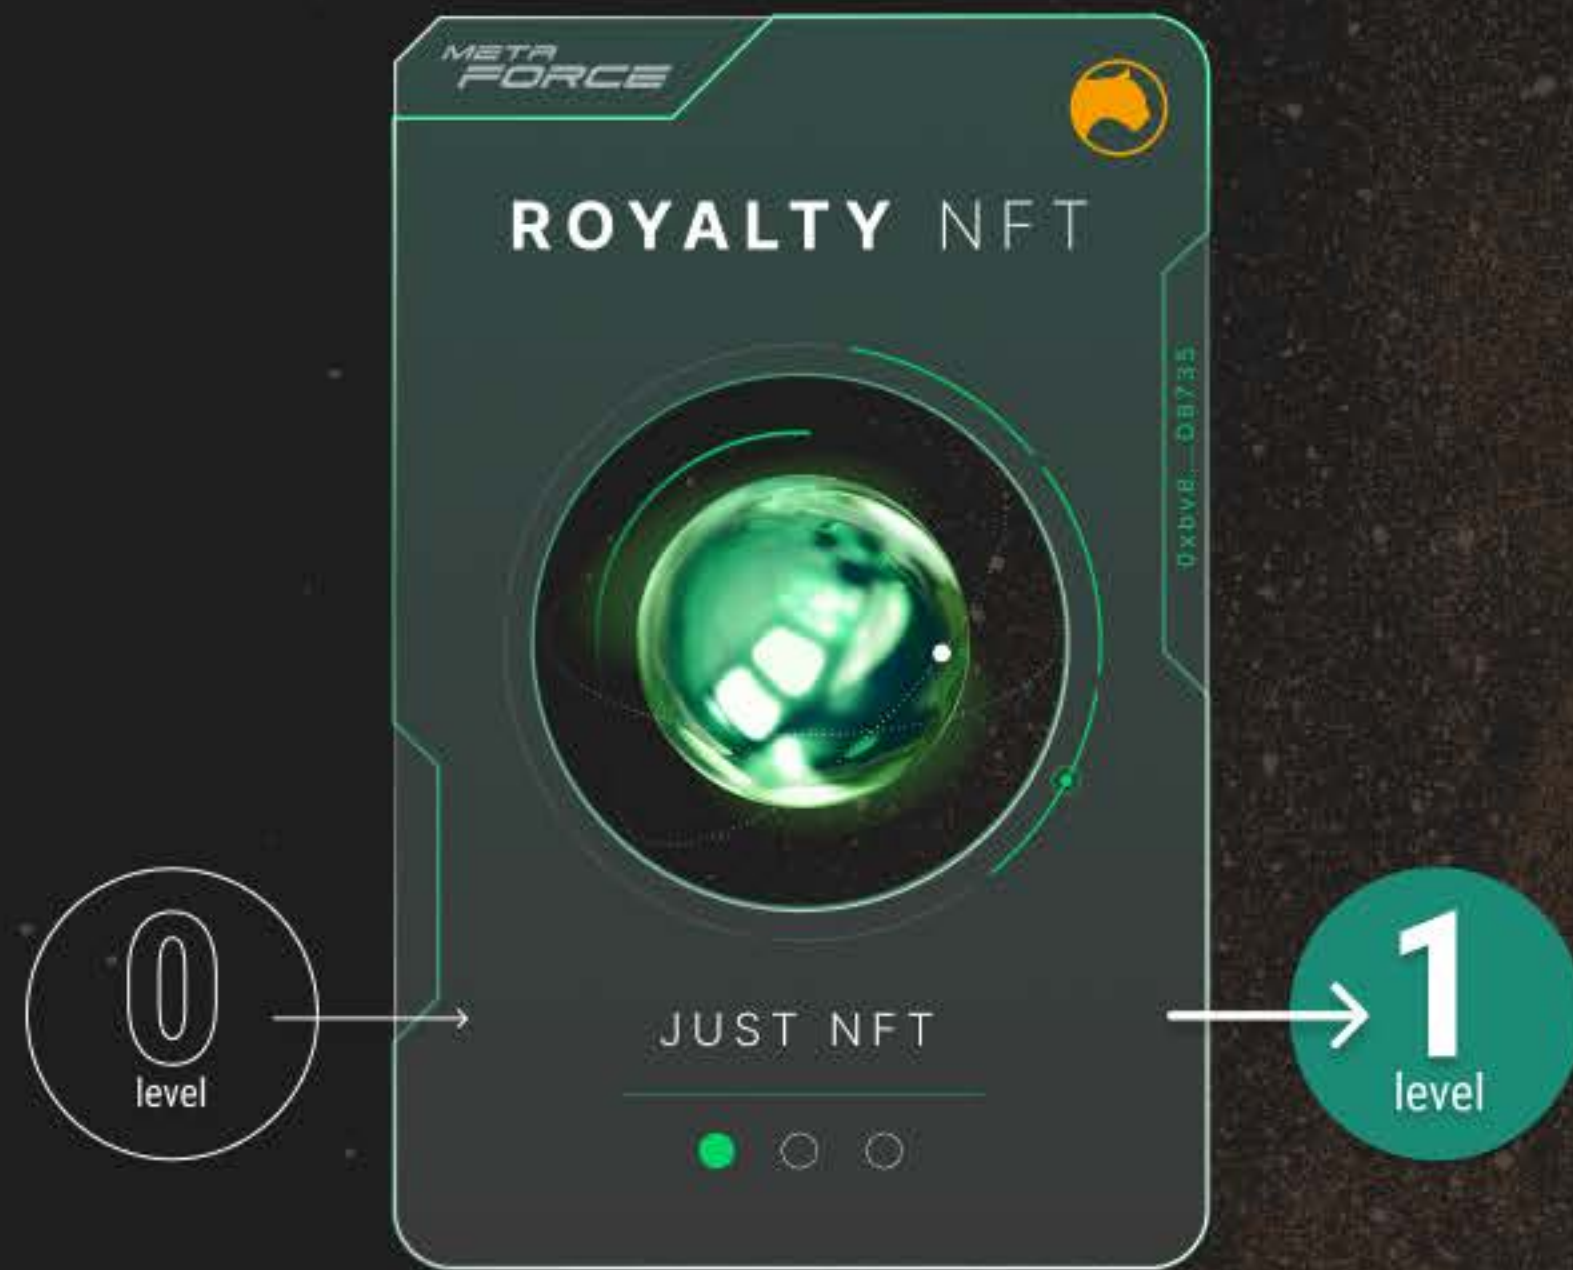 META
FORCE
ROYALTY NFT
0xbvB...DB735
0
level
JUST NFT
1
level